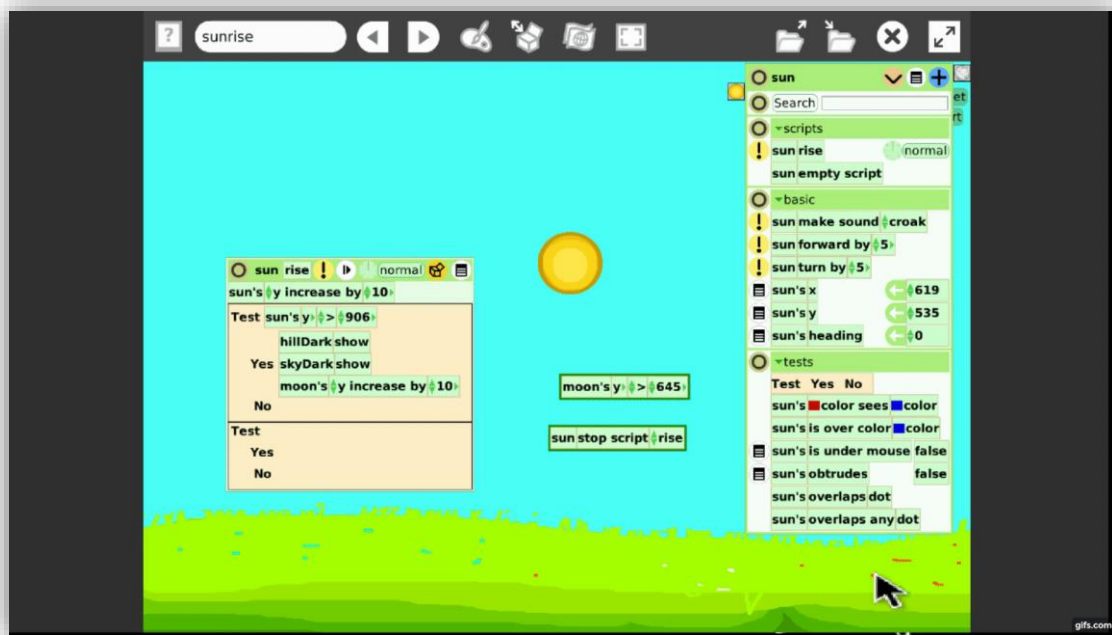 ?
sunrise
sun
et
Search
rt
scripts
sun rise normal
sun empty script
basic
sun make sound croak
sun forward by 5
sun turn by 5
sun's x 619
sun's y 535
sun's heading 0
tests
Test Yes No
sun's color sees color
sun's is over color color
sun's is under mouse false
sun's obtrudes false
sun's overlaps dot
sun's overlaps any dot
sun rise ! normal
sun's y increase by 10
Test sun's y > 906
hillDark show
Yes skyDark show
moon's y increase by 10
No
Test
Yes
No
moon's y > 645
sun stop script rise
gifs.com